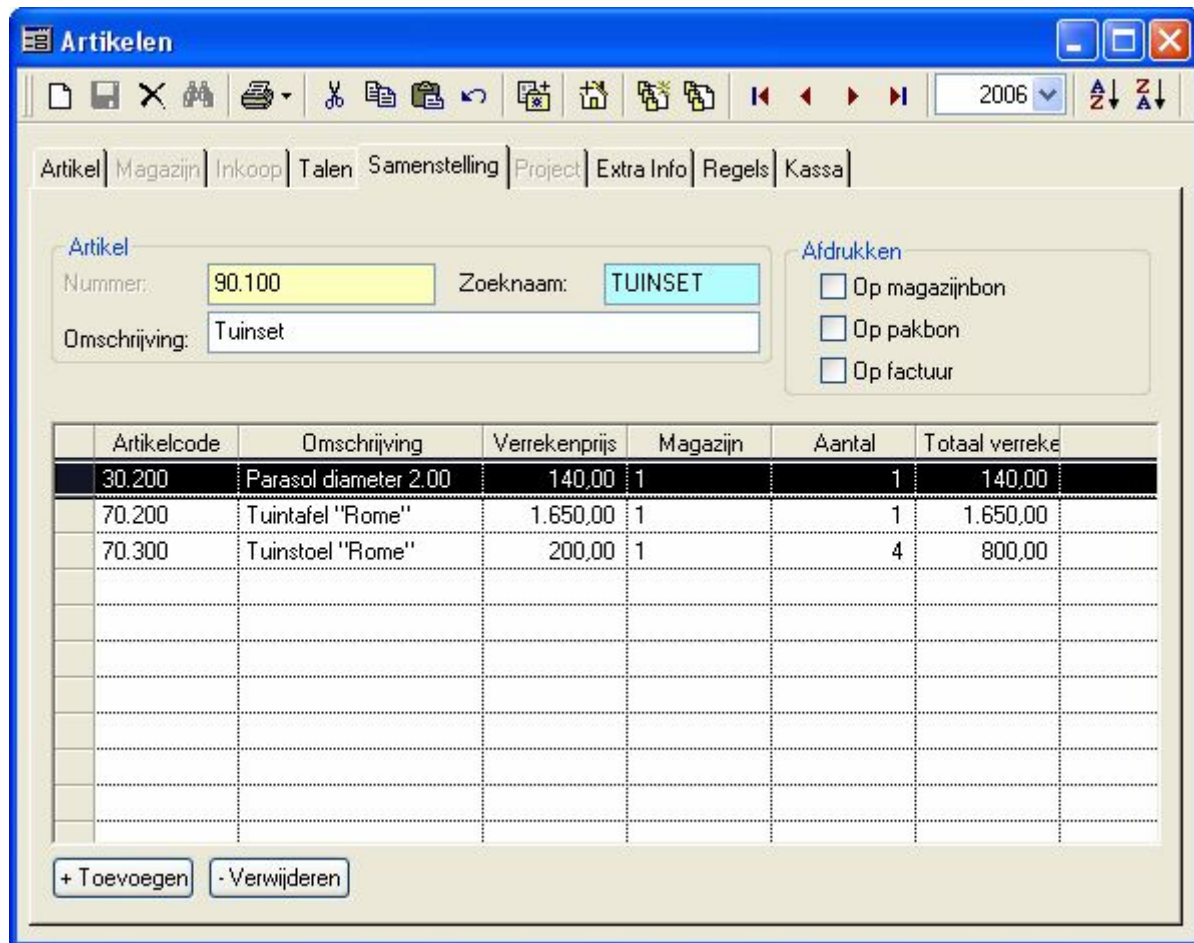 Artikelen
2006
Artikel Magazijn Inkoop Talen Samenstelling Project Extra Info Regels Kassa
Artikel
Nummer: 90.100 Zoeknaam: TUINSET
Omschrijving: Tuinset
Afdrukken
Op magazijnbon
Op pakbon
Op factuur
Artikelcode Omschrijving Verrekenprijs Magazijn Aantal Totaal verreke
30.200 Parasol diameter 2.00 140,00 1 1 140,00
70.200 Tuintafel "Rome" 1.650,00 1 1 1.650,00
70.300 Tuinstoel "Rome" 200,00 1 4 800,00
+ Toevoegen - Verwijderen